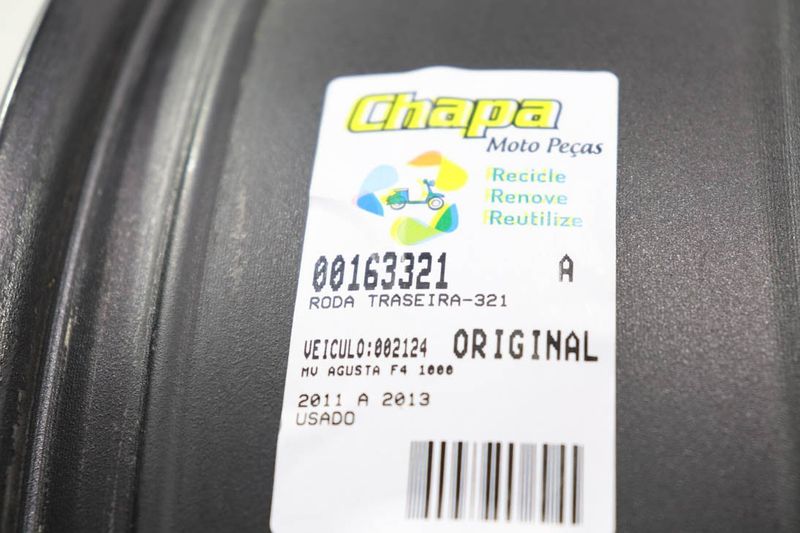 Chapa
Moto Peças
Recicle
Renove
Reutilize
00163321 A
RODA TRASEIRA-321
VEICULO:002124 ORIGINAL
MV AGUSTA F4 1000
2011 A 2013
USADO